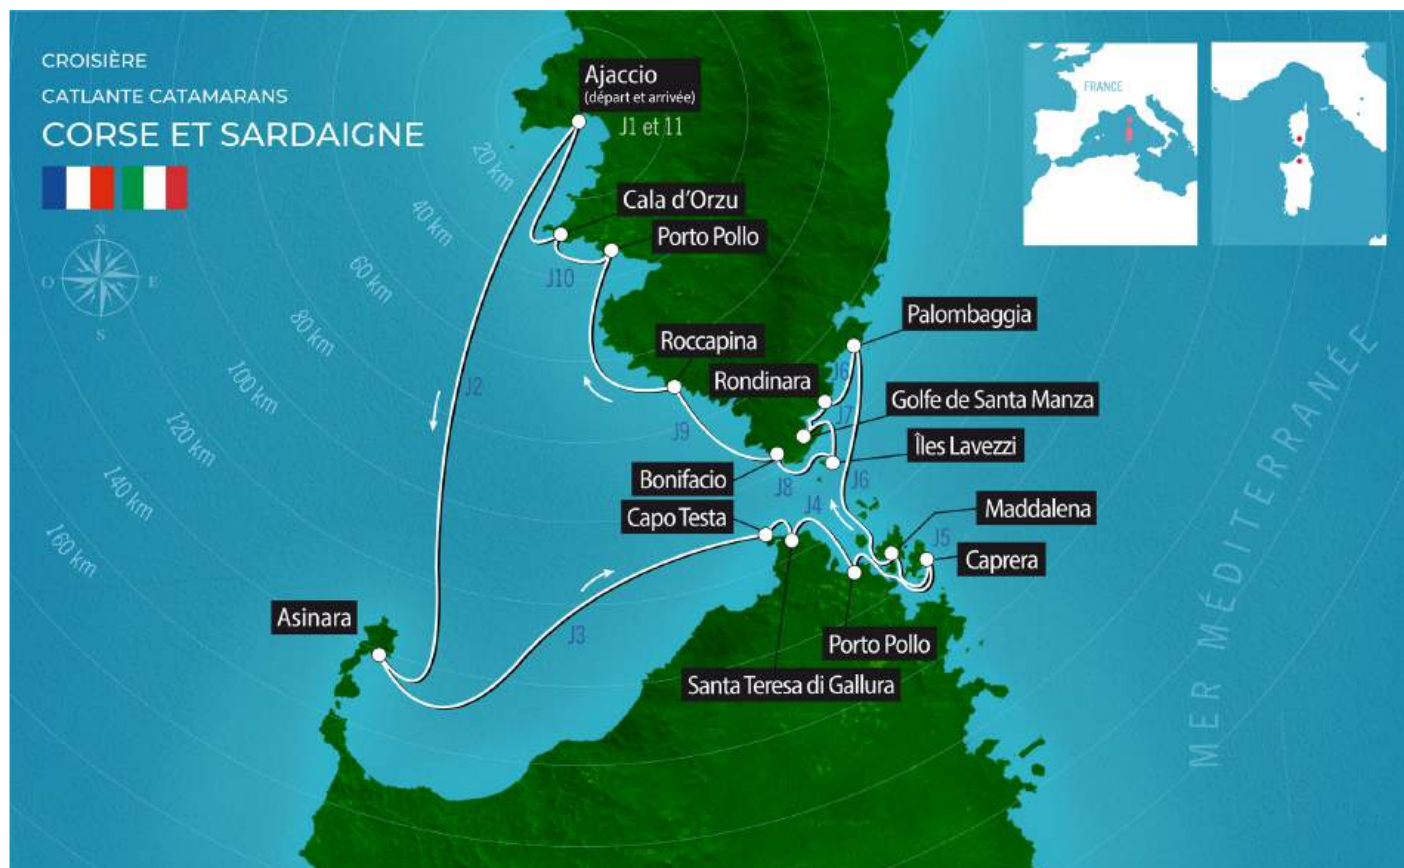 CROISIÈRE
CATLANTE CATAMARANS
CORSE ET SARDAIGNE
N
O
E
S
Ajaccio
(départ et arrivée)
J1 et 11
FRANCE
20 km
40 km
60 km
80 km
100 km
120 km
140 km
160 km
Cala d'Orzu
Porto Pollo
J10
J2
Palombaggia
Roccapina
Rondinara
J6
Golfe de Santa Manza
J7
J9
Îles Lavezzi
Bonifacio
J8
J6
J4
Capo Testa
Maddalena
J5
Caprera
Asinara
J3
Porto Pollo
Santa Teresa di Gallura
MER MÉDITERRANÉE